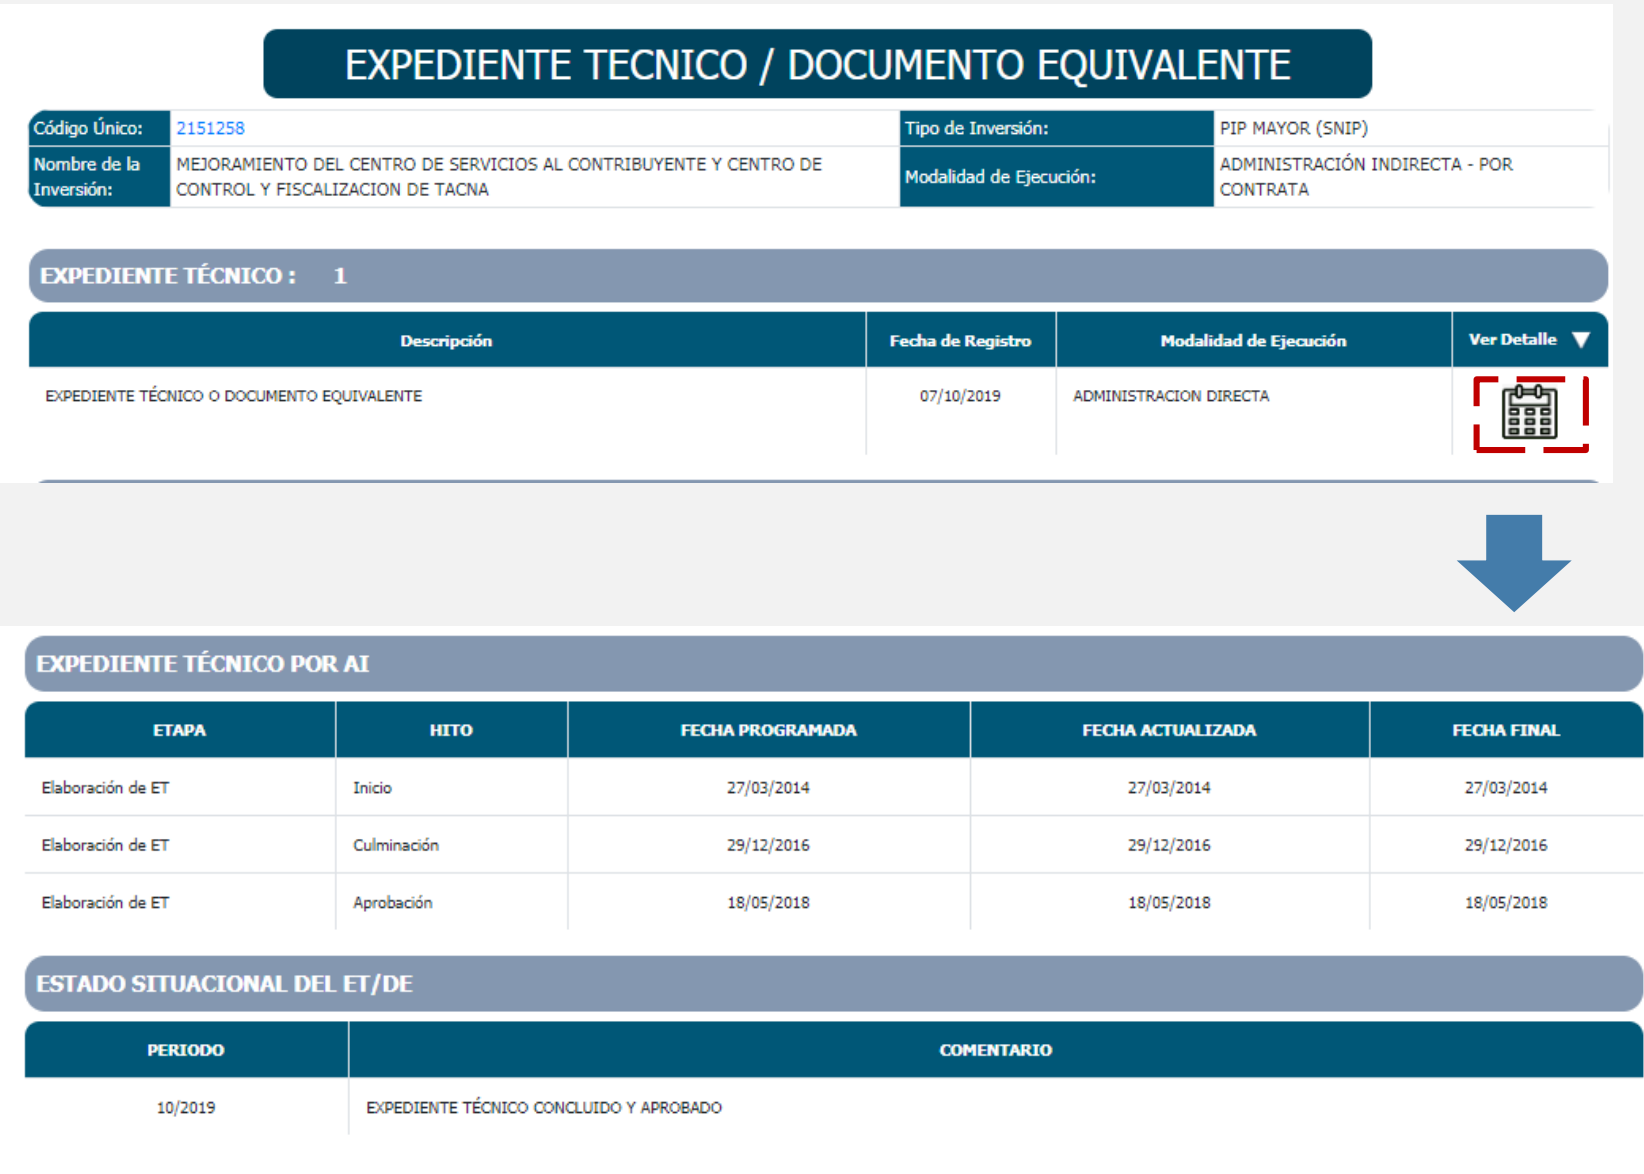 EXPEDIENTE TECNICO / DOCUMENTO EQUIVALENTE
Código Único: 2151258 Tipo de Inversión: PIP MAYOR (SNIP)
Nombre de la Inversión: MEJORAMIENTO DEL CENTRO DE SERVICIOS AL CONTRIBUYENTE Y CENTRO DE CONTROL Y FISCALIZACION DE TACNA Modalidad de Ejecución: ADMINISTRACIÓN INDIRECTA - POR CONTRATA
EXPEDIENTE TÉCNICO : 1
Descripción Fecha de Registro Modalidad de Ejecución Ver Detalle
EXPEDIENTE TÉCNICO O DOCUMENTO EQUIVALENTE 07/10/2019 ADMINISTRACION DIRECTA
EXPEDIENTE TÉCNICO POR AI
ETAPA HITO FECHA PROGRAMADA FECHA ACTUALIZADA FECHA FINAL
Elaboración de ET Inicio 27/03/2014 27/03/2014 27/03/2014
Elaboración de ET Culminación 29/12/2016 29/12/2016 29/12/2016
Elaboración de ET Aprobación 18/05/2018 18/05/2018 18/05/2018
ESTADO SITUACIONAL DEL ET/DE
PERIODO COMENTARIO
10/2019 EXPEDIENTE TÉCNICO CONCLUIDO Y APROBADO